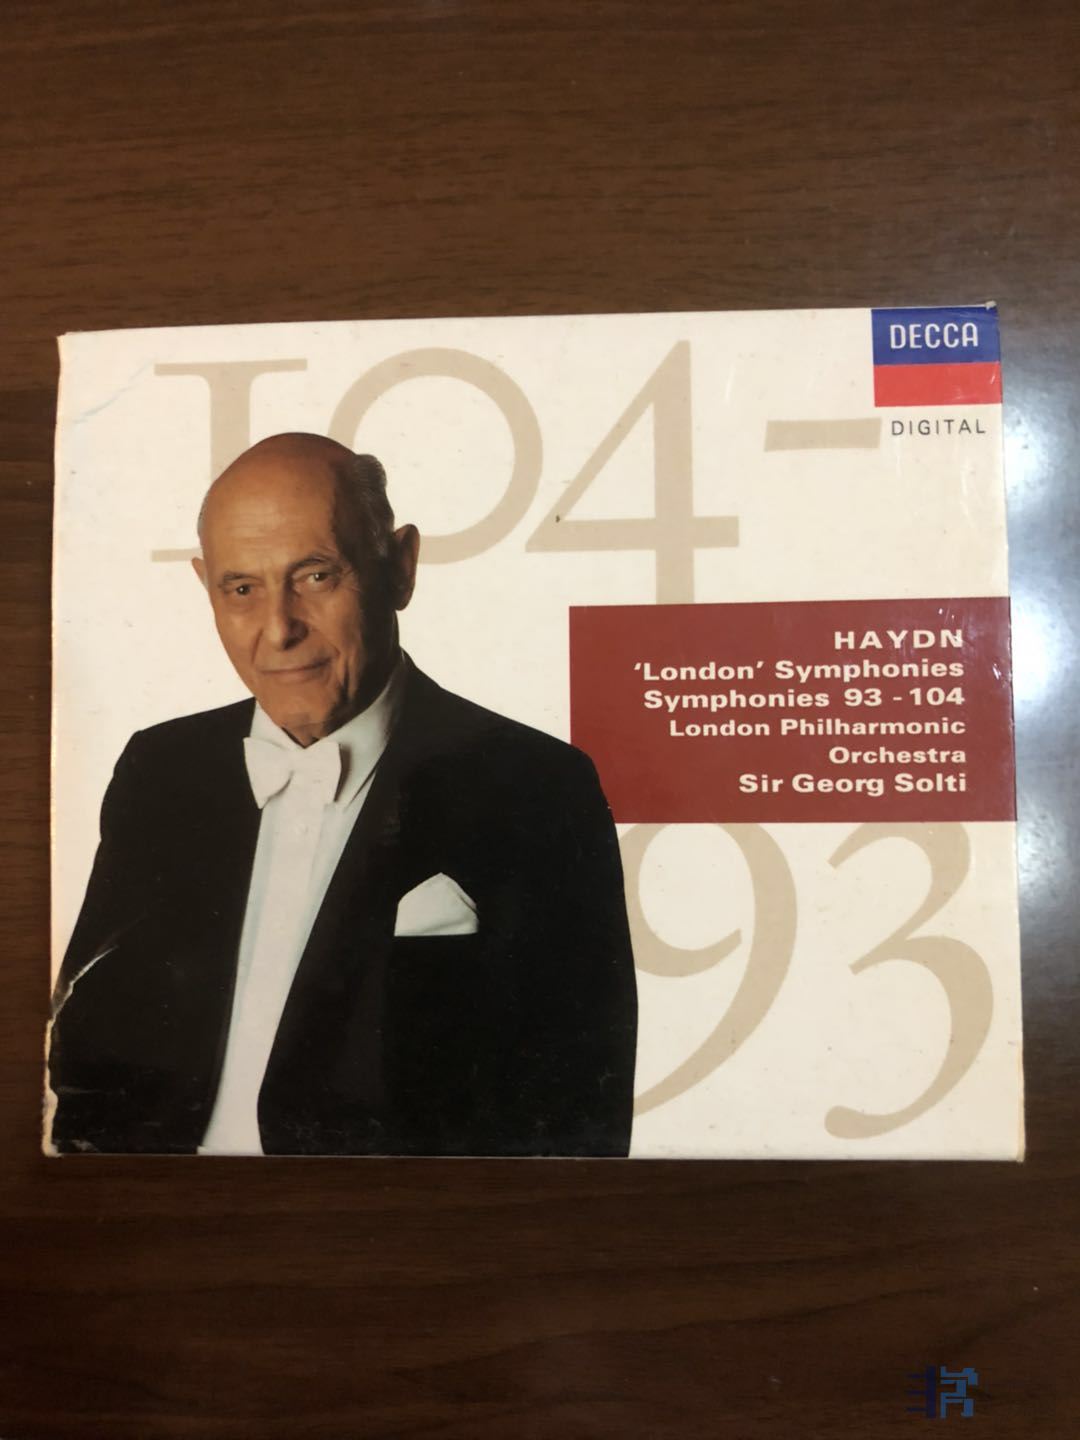 104-
DECCA
DIGITAL
HAYDN
‘London’ Symphonies
Symphonies 93 - 104
London Philharmonic
Orchestra
Sir Georg Solti
93